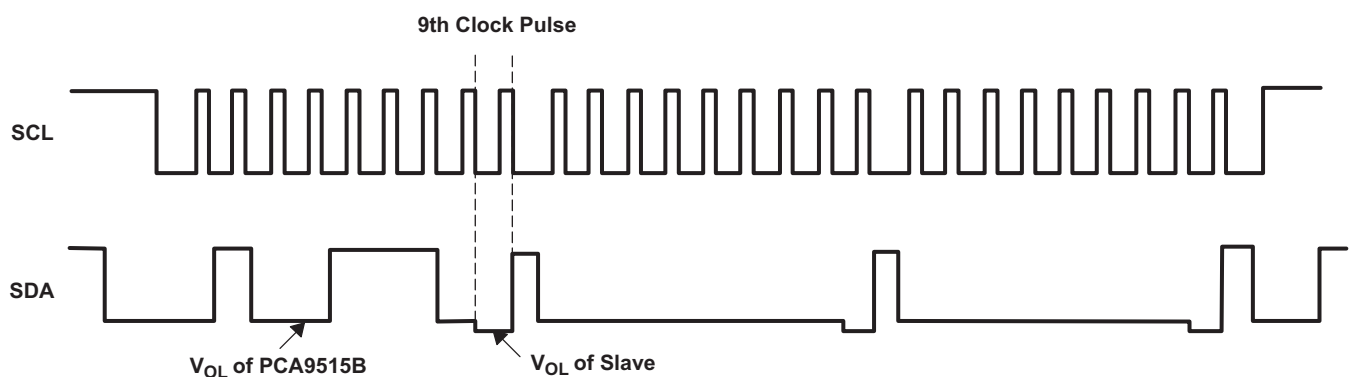 9th Clock Pulse
SCL
SDA
VOL of PCA9515B
VOL of Slave